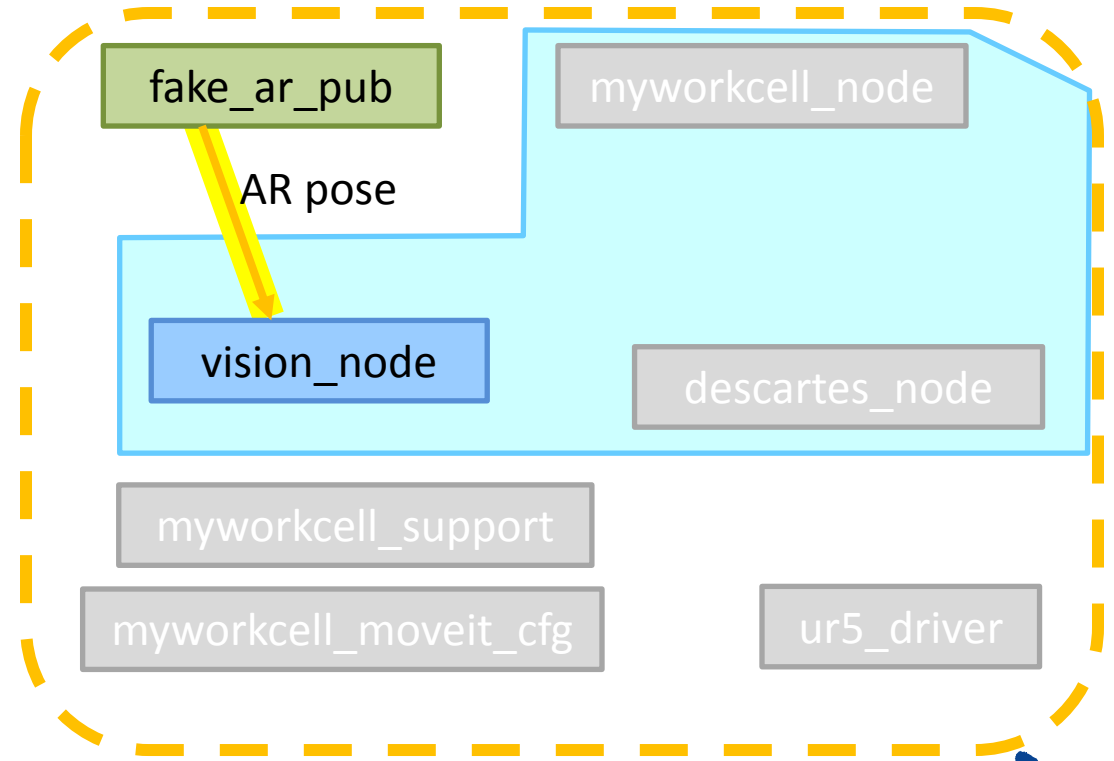 fake_ar_pub
myworkcell_node
AR pose
vision_node
descartes_node
myworkcell_support
myworkcell_moveit_cfg
ur5_driver